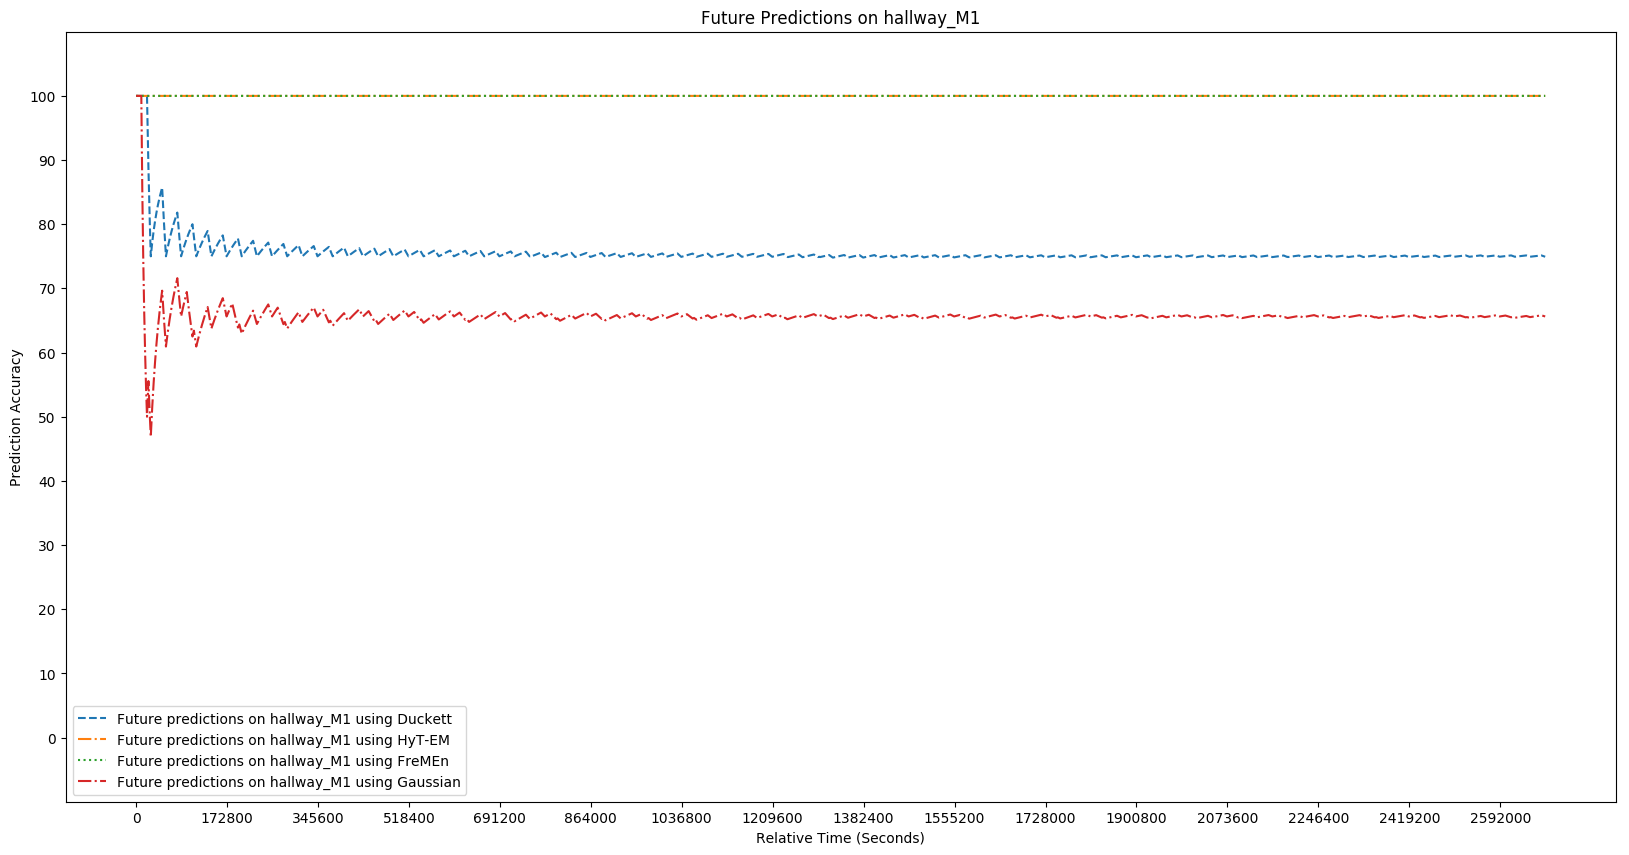 Future Predictions on hallway_M1
Prediction Accuracy
100
90
80
70
60
50
40
30
20
10
0
Future predictions on hallway_M1 using Duckett
Future predictions on hallway_M1 using HyT-EM
Future predictions on hallway_M1 using FreMEn
Future predictions on hallway_M1 using Gaussian
0 172800 345600 518400 691200 864000 1036800 1209600 1382400 1555200 1728000 1900800 2073600 2246400 2419200 2592000
Relative Time (Seconds)